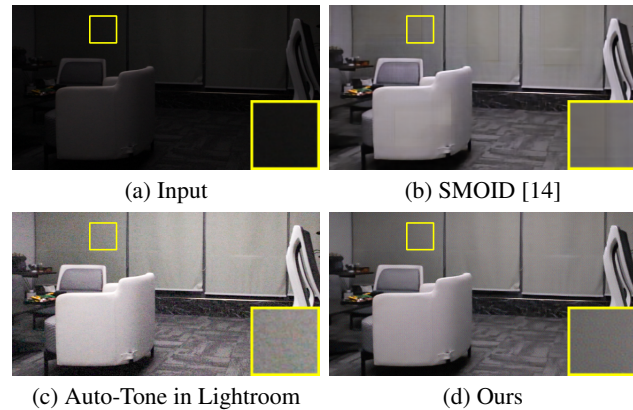 (a) Input
(b) SMOID [14]
(c) Auto-Tone in Lightroom
(d) Ours